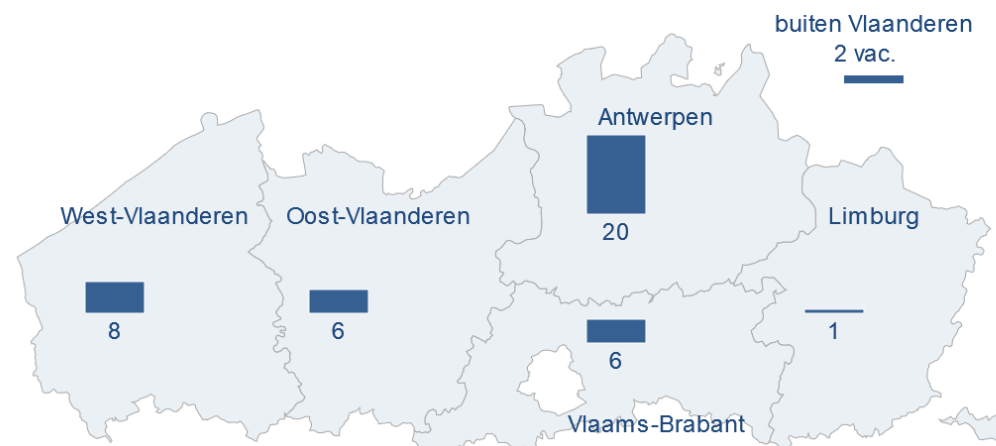 buiten Vlaanderen
2 vac.
Antwerpen
20
West-Vlaanderen
8
Oost-Vlaanderen
6
Limburg
1
6
Vlaams-Brabant